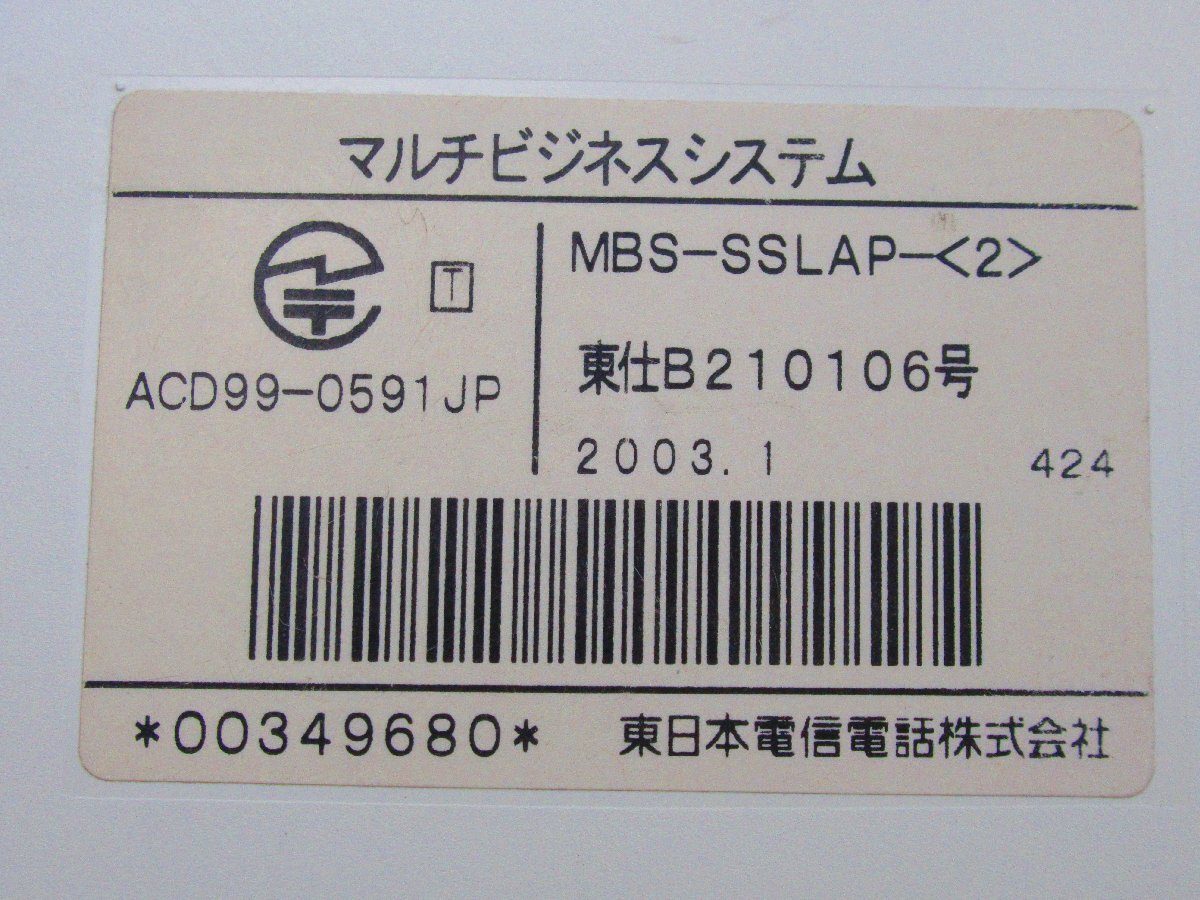 マルチビジネスシステム
T
ACD99-0591JP
MBS-SSLAP-<2>
東仕B210106号
2003.1
424
*00349680*
東日本電信電話株式会社